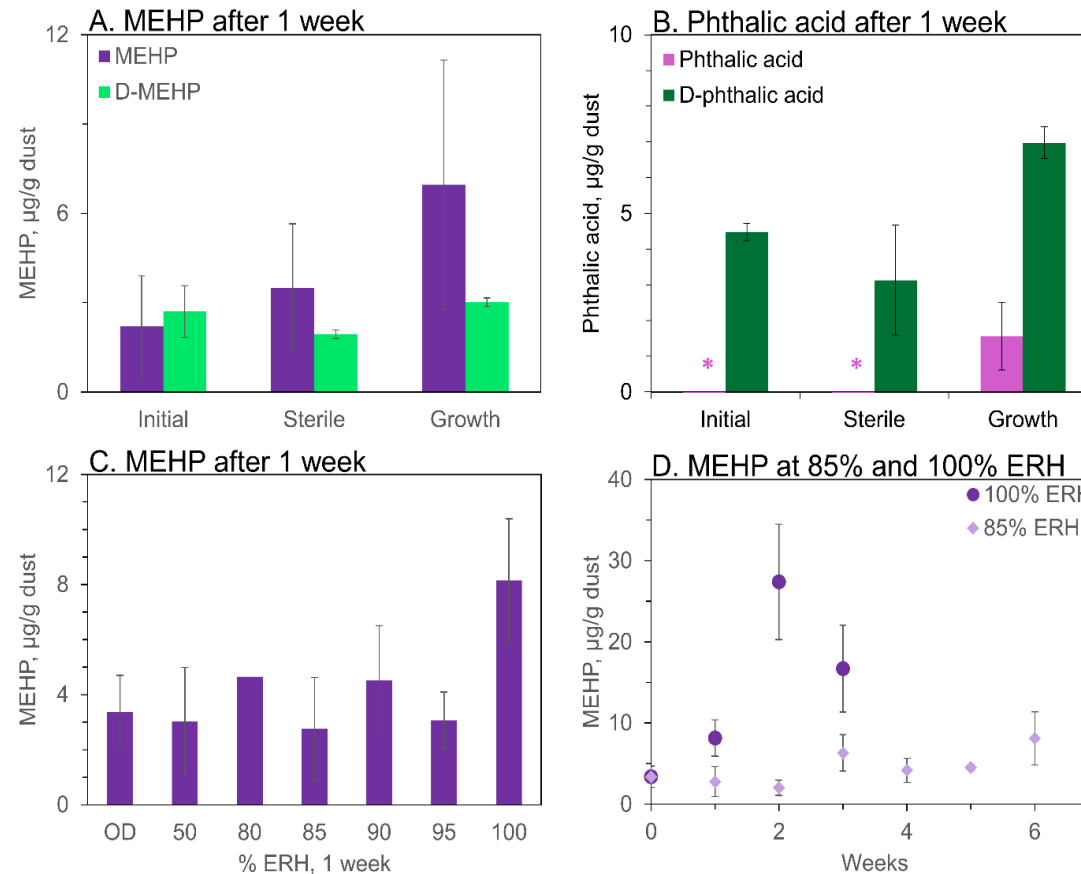 A. MEHP after 1 week
MEHP
D-MEHP
MEHP, µg/g dust
12
6
0
Initial Sterile Growth
B. Phthalic acid after 1 week
Phthalic acid
D-phthalic acid
Phthalic acid, µg/g dust
10
5
0
* *
Initial Sterile Growth
C. MEHP after 1 week
MEHP, µg/g dust
12
8
4
0
OD 50 80 85 90 95 100
% ERH, 1 week
D. MEHP at 85% and 100% ERH
100% ERH
85% ERH
MEHP, µg/g dust
40
30
20
10
0
0 2 4 6
Weeks